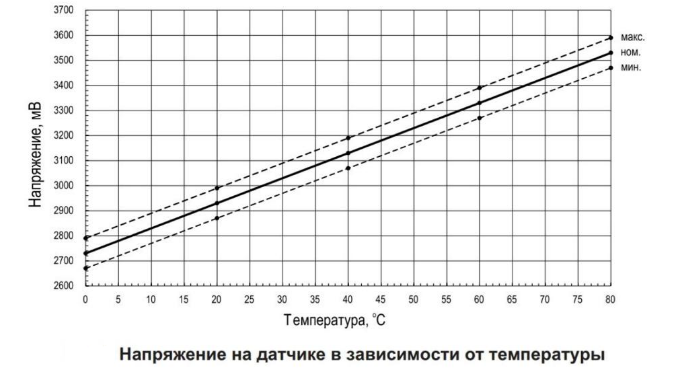 3700
3600
3500
3400
3300
3200
3100
3000
2900
2800
2700
2600
Напряжение, мВ
макс.
ном.
мин.
0 5 10 15 20 25 30 35 40 45 50 55 60 65 70 75 80
Температура, °С
Напряжение на датчике в зависимости от температуры